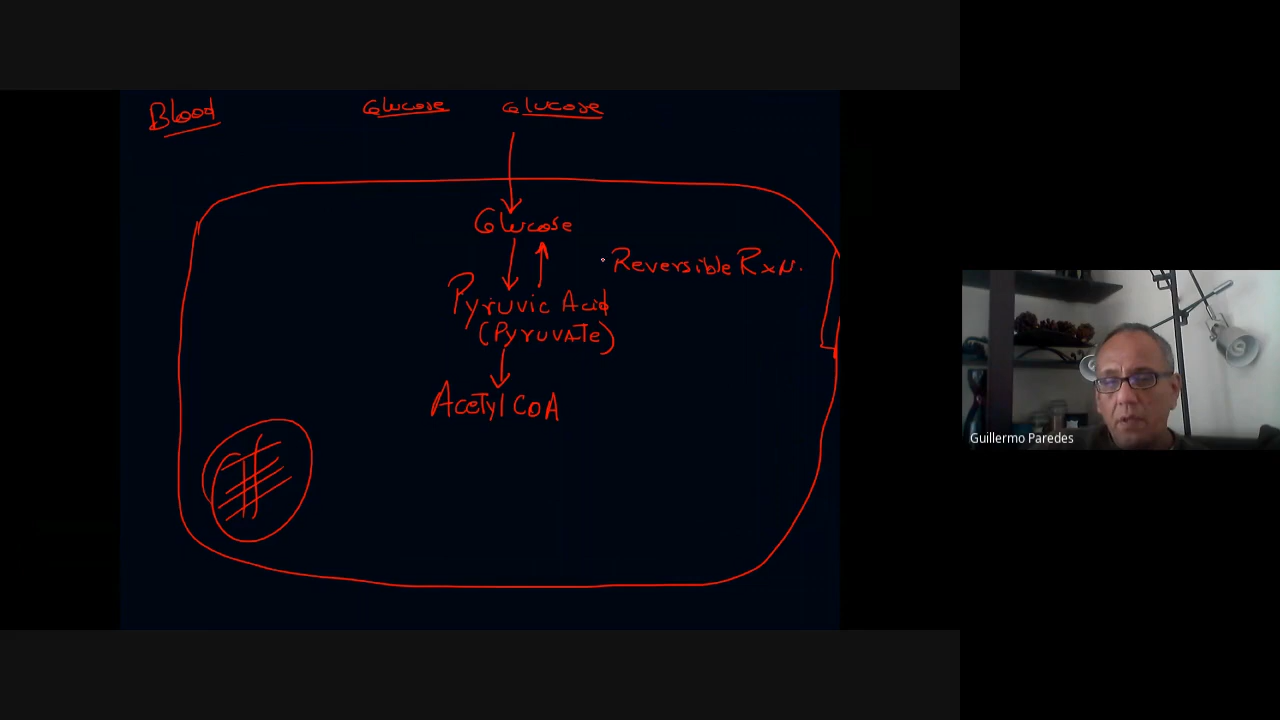 Blood
Glucose Glucose
Glucose
Reversible Rxn.
Pyruvic Acid
(Pyruvate)
Acetyl CoA
Guillermo Paredes